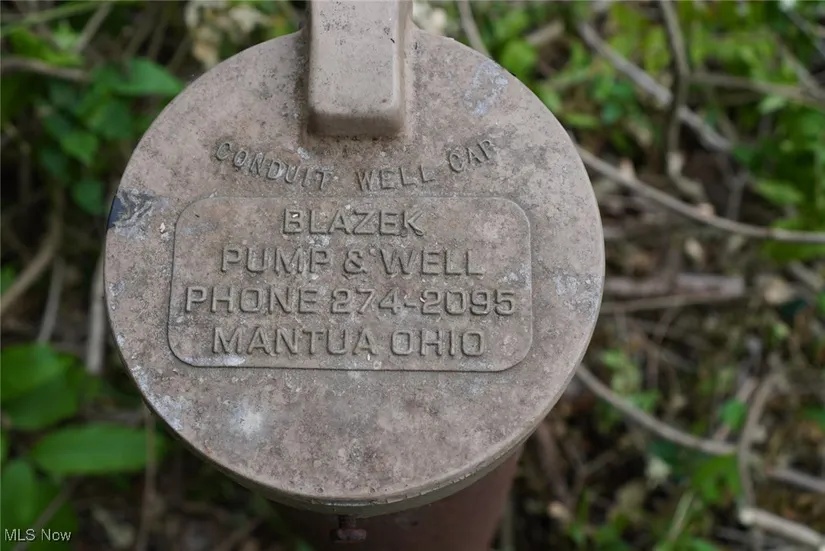 CONDUIT WELL CAP
BLAZEK
PUMP & WELL
PHONE 274-2095
MANTUA OHIO
MLS Now